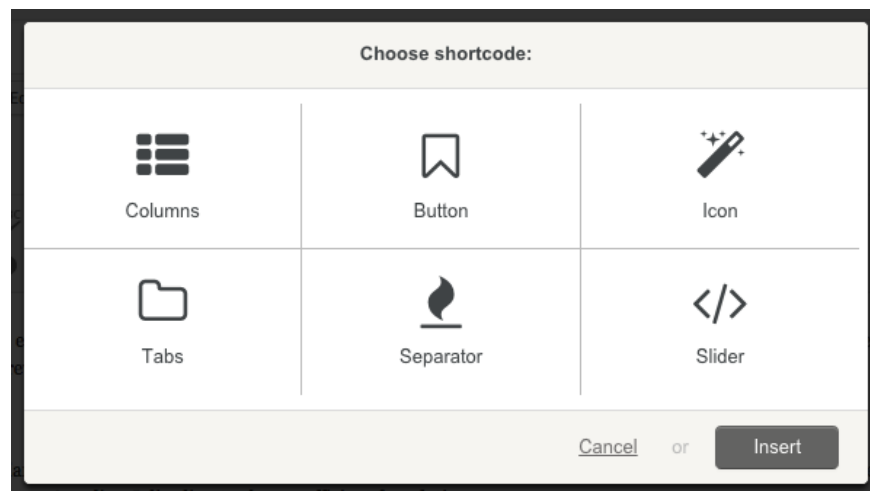 Choose shortcode:
Columns Button Icon
Tabs Separator Slider
Cancel or Insert